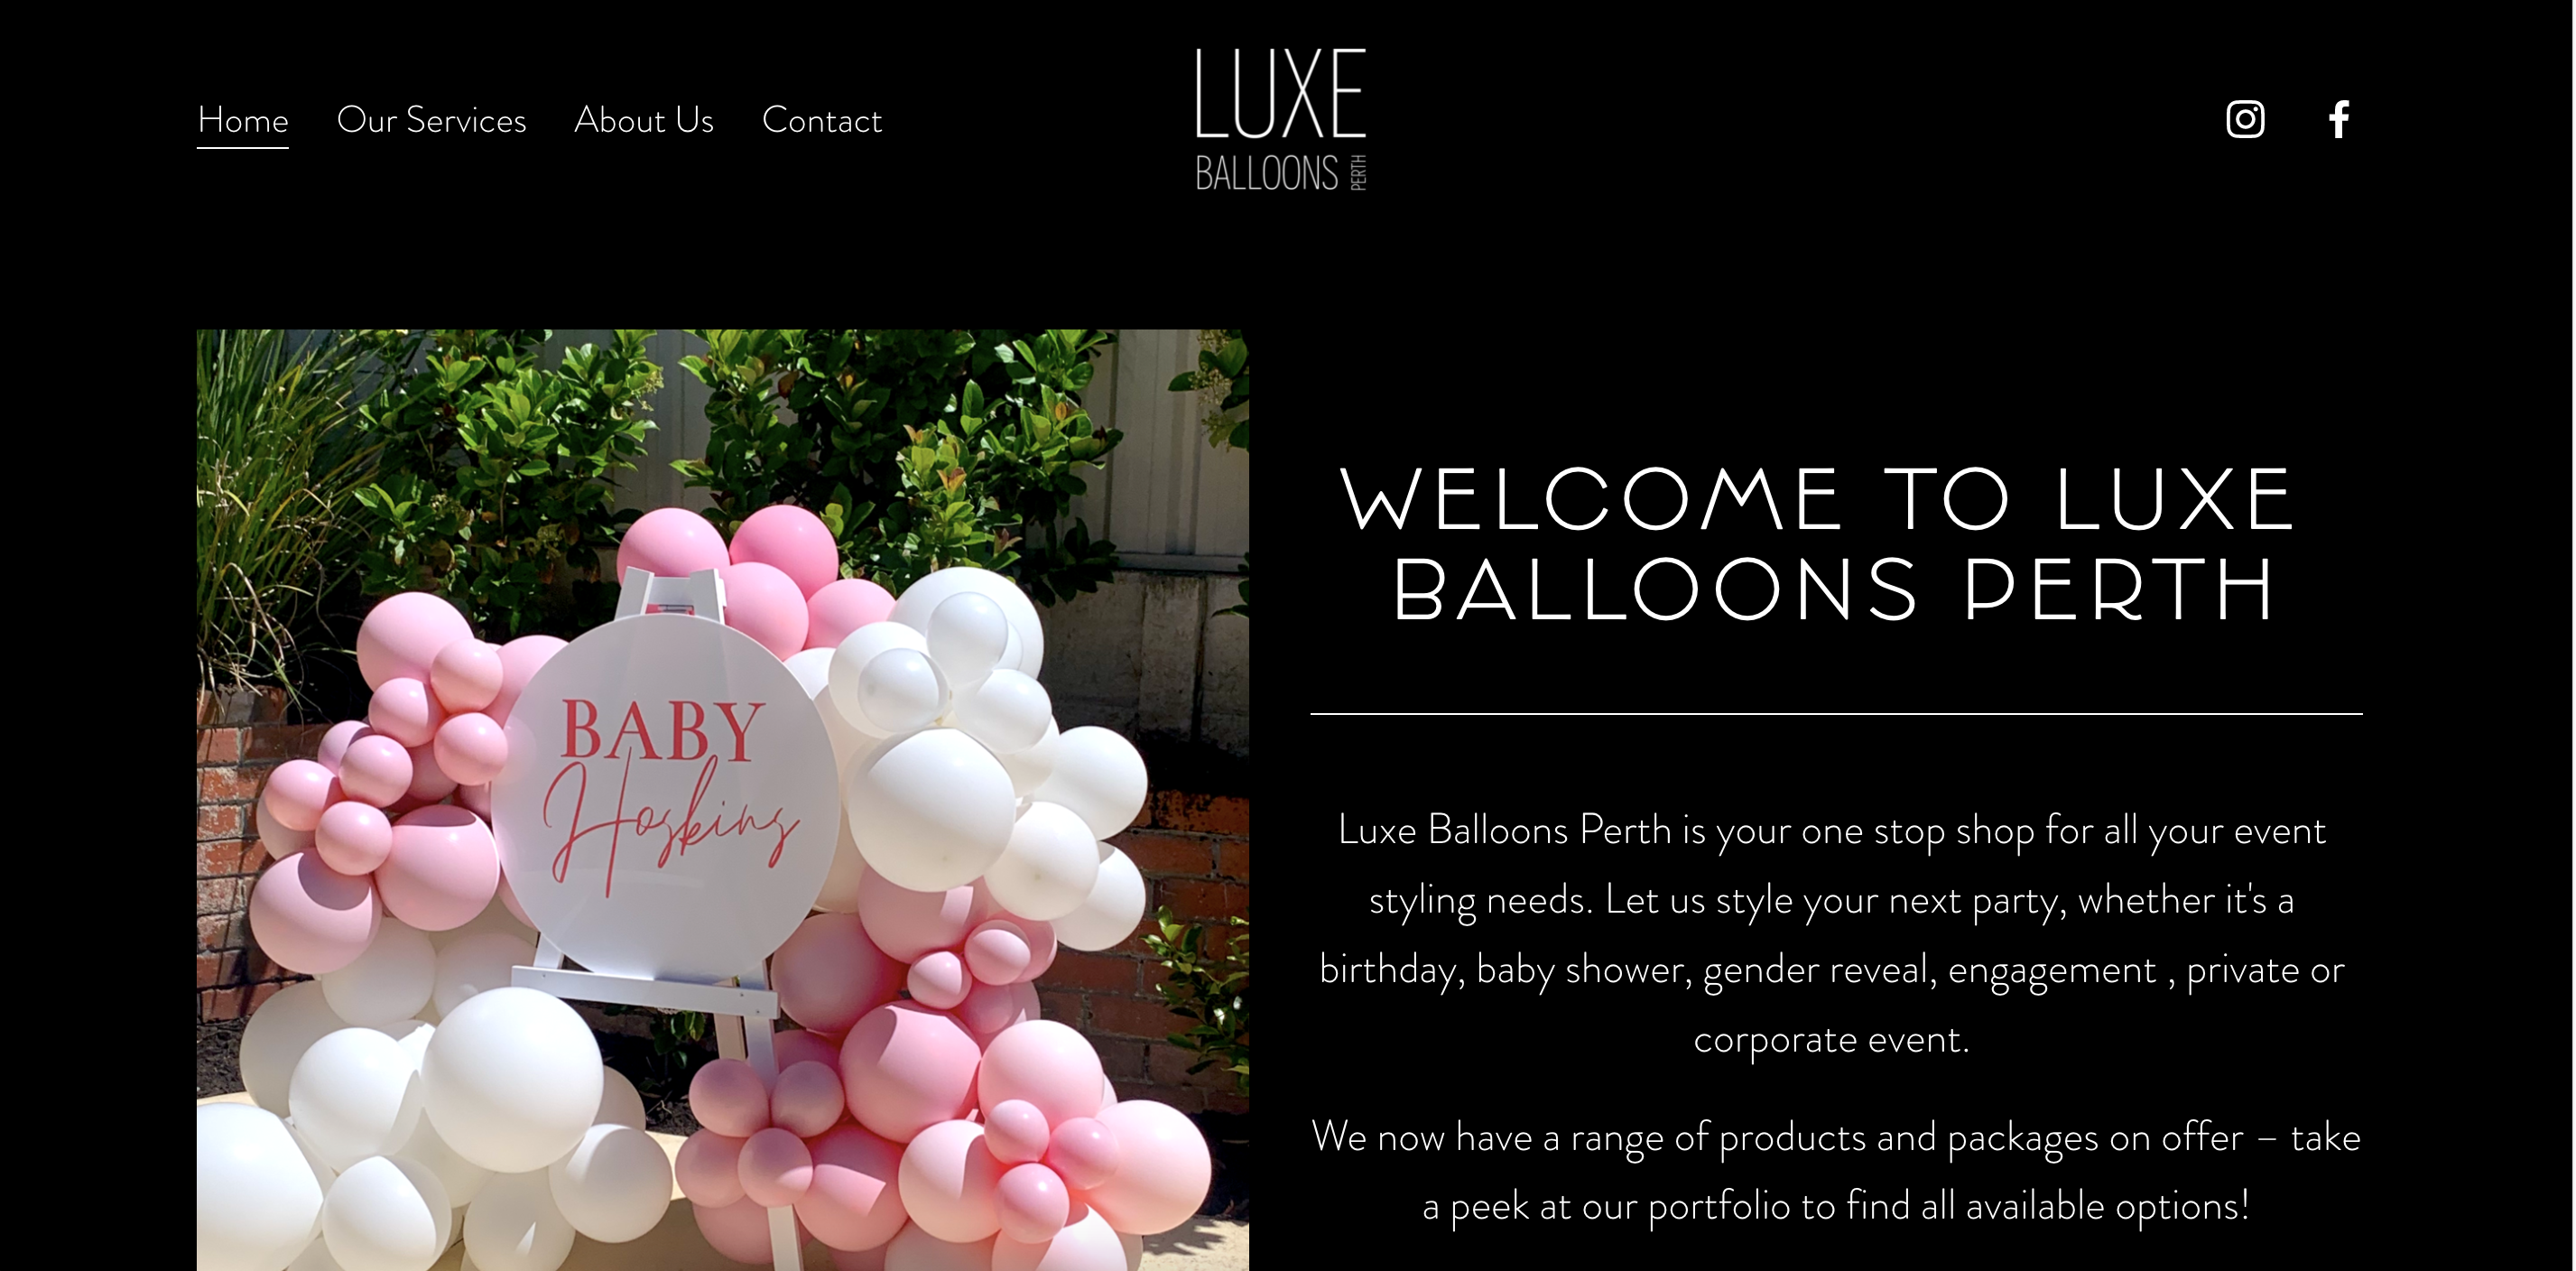 Home Our Services About Us Contact
LUXE
BALLOONS PERTH
WELCOME TO LUXE
BALLOONS PERTH
BABY
Hoskins
Luxe Balloons Perth is your one stop shop for all your event
styling needs. Let us style your next party, whether it's a
birthday, baby shower, gender reveal, engagement , private or
corporate event.
We now have a range of products and packages on offer – take
a peek at our portfolio to find all available options!